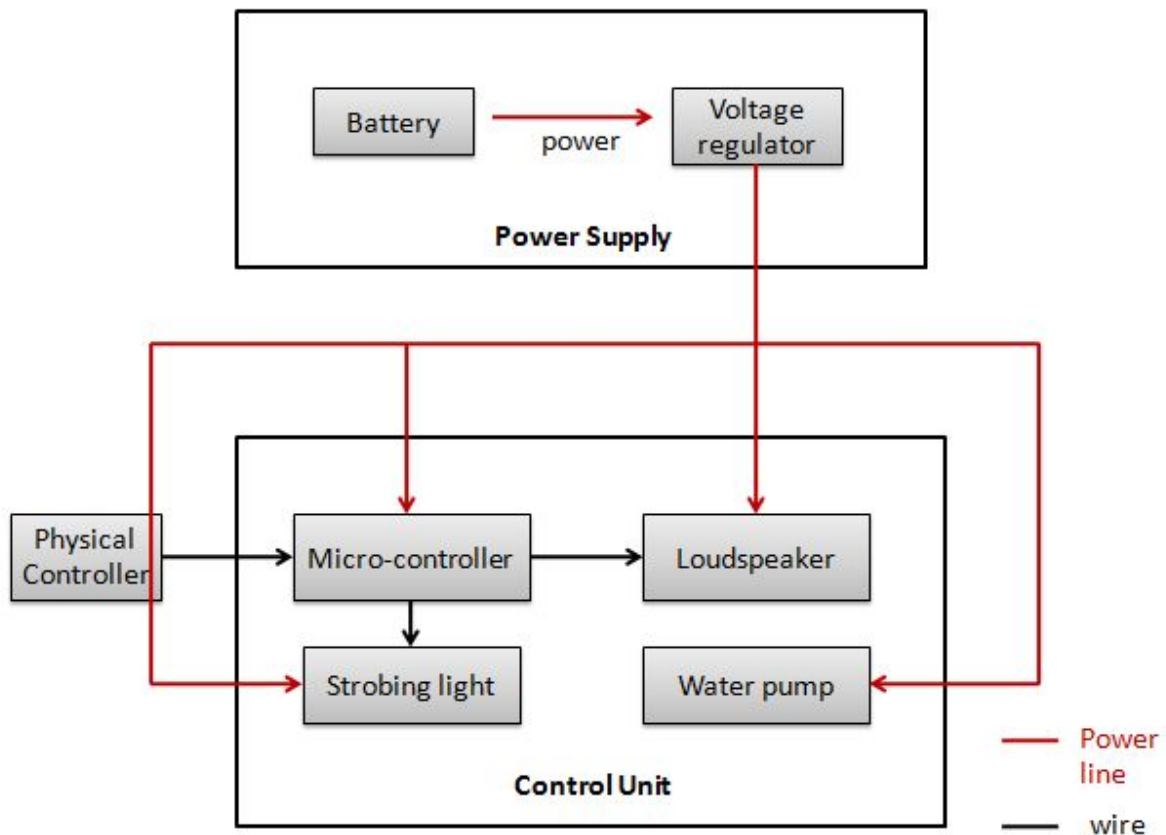 Battery
power
Voltage
regulator
Power Supply
Physical
Controller
Micro-controller
Loudspeaker
Strobing light
Water pump
Control Unit
Power
line
wire